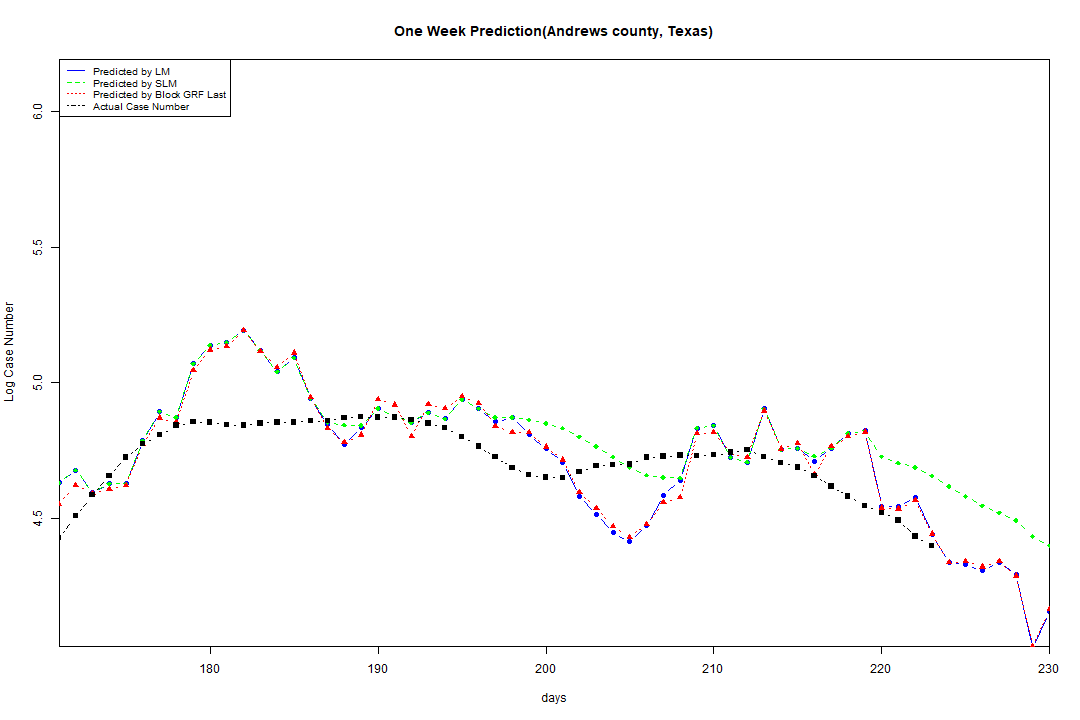 One Week Prediction(Andrews county, Texas)
Predicted by LM
Predicted by SLM
Predicted by Block GRF Last
Actual Case Number
6.0
5.5
5.0
4.5
Log Case Number
180 190 200 210 220 230
days